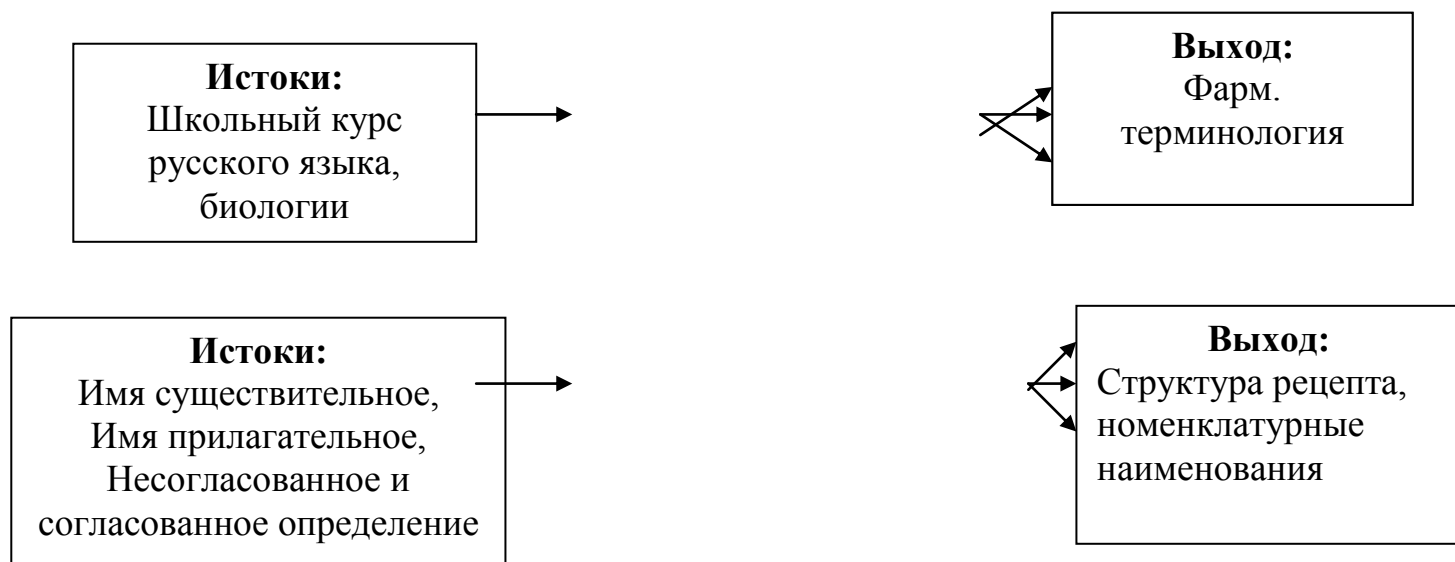 Истоки:
Школьный курс
русского языка,
биологии
Выход:
Фарм.
терминология
Истоки:
Имя существительное,
Имя прилагательное,
Несогласованное и
согласованное определение
Выход:
Структура рецепта,
номенклатурные
наименования